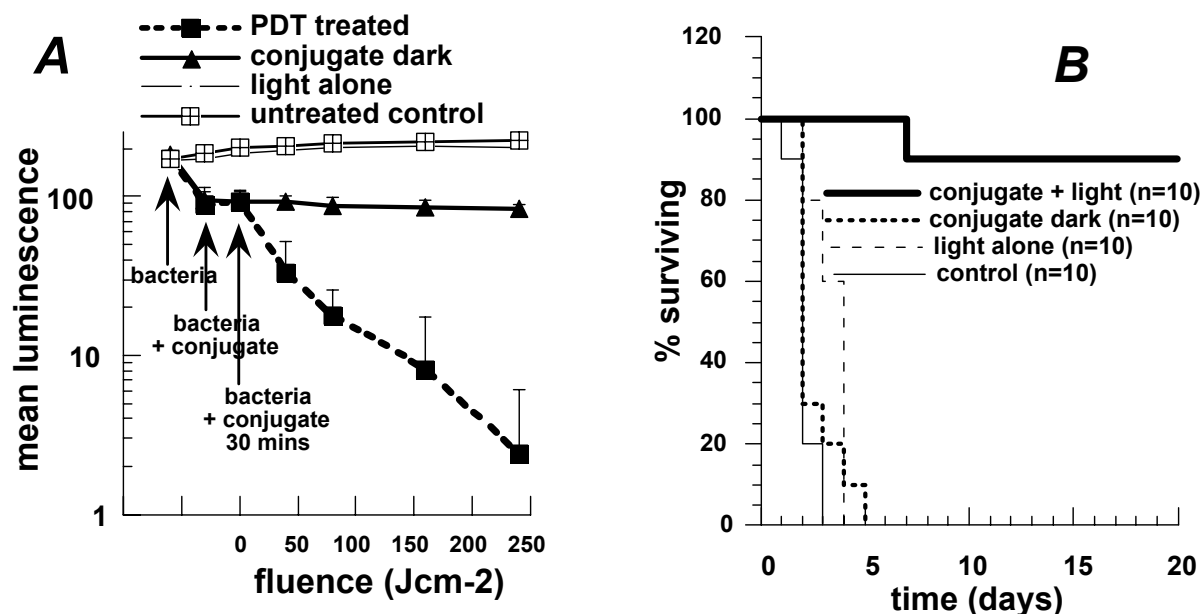 A
PDT treated
conjugate dark
light alone
untreated control
mean luminescence
100
10
1
bacteria
bacteria
+ conjugate
bacteria
+ conjugate
30 mins
0 50 100 150 200 250
fluence (Jcm-2)
B
% surviving
120
100
80
60
40
20
0
conjugate + light (n=10)
conjugate dark (n=10)
light alone (n=10)
control (n=10)
0 5 10 15 20
time (days)